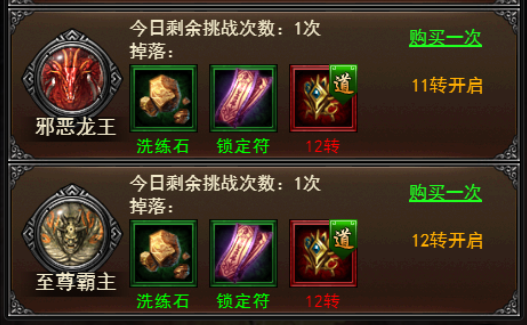 今日剩余挑战次数：1次
购买一次
掉落：
道
11转开启
邪恶龙王
洗练石 锁定符 12转
今日剩余挑战次数：1次
购买一次
掉落：
道
12转开启
至尊霸主
洗练石 锁定符 12转